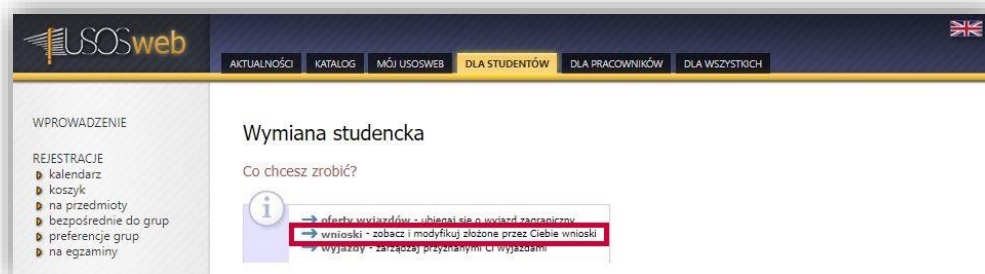 USOSweb
AKTUALNOŚCI KATALOG MÓJ USOSWEB DLA STUDENTÓW DLA PRACOWNIKÓW DLA WSZYSTKICH
WPROWADZENIE
REJESTRACJE
kalendarz
koszyk
na przedmioty
bezpośrednie do grup
preferencje grup
na egzaminy
Wymiana studencka
Co chcesz zrobić?
i
→ oferty wyjazdów - ubiegaj się o wyjazd zagraniczny
→ wnioski - zobacz i modyfikuj złożone przez Ciebie wnioski
→ wyjazdy - zarządzaj przyznanymi Ci wyjazdami